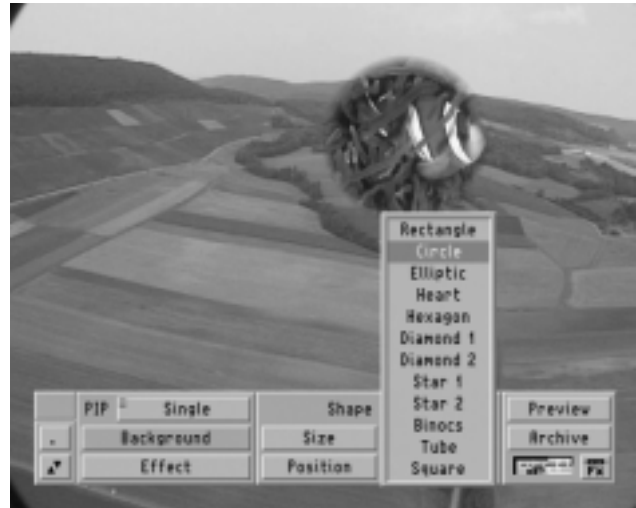 Rectangle
Circle
Elliptic
Heart
Hexagon
Diamond 1
Diamond 2
Star 1
Star 2
Binocs
Tube
Square
PIP
Single
Shape
Preview
Background
Size
Archive
Effect
Position
FX